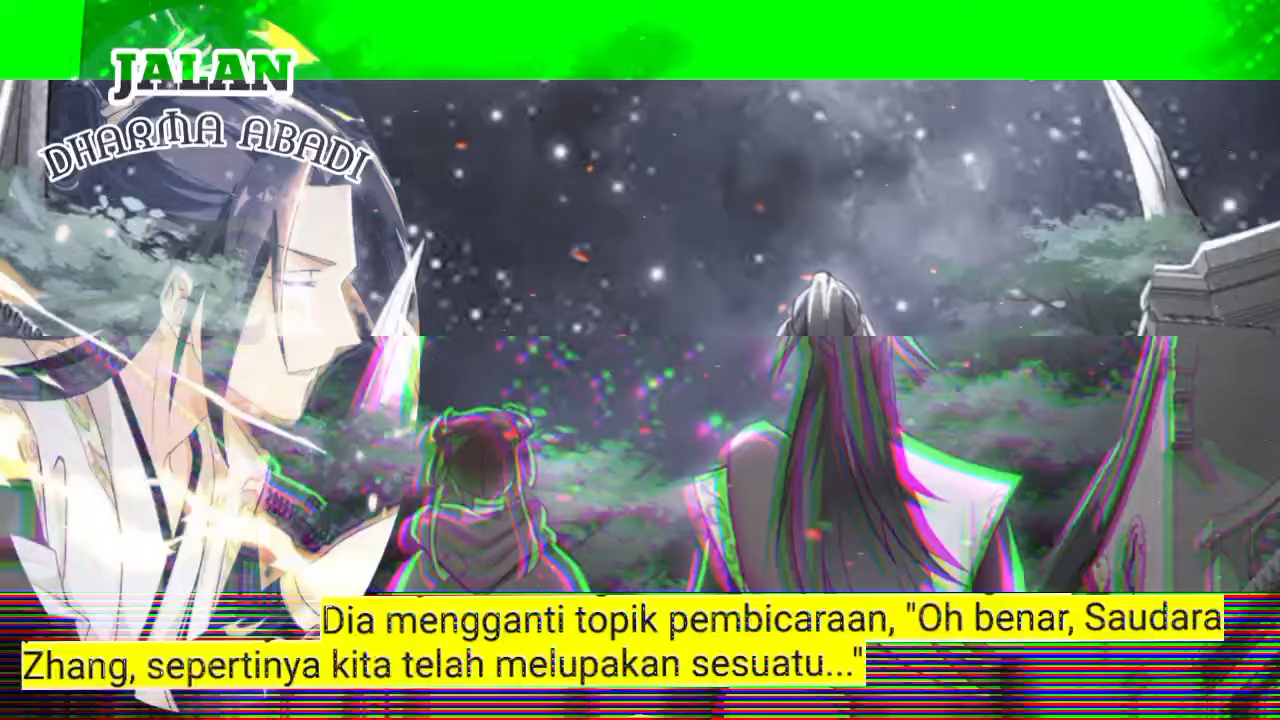 JALAN
DHARMA ABADI
Dia mengganti topik pembicaraan, "Oh benar, Saudara
Zhang, sepertinya kita telah melupakan sesuatu..."